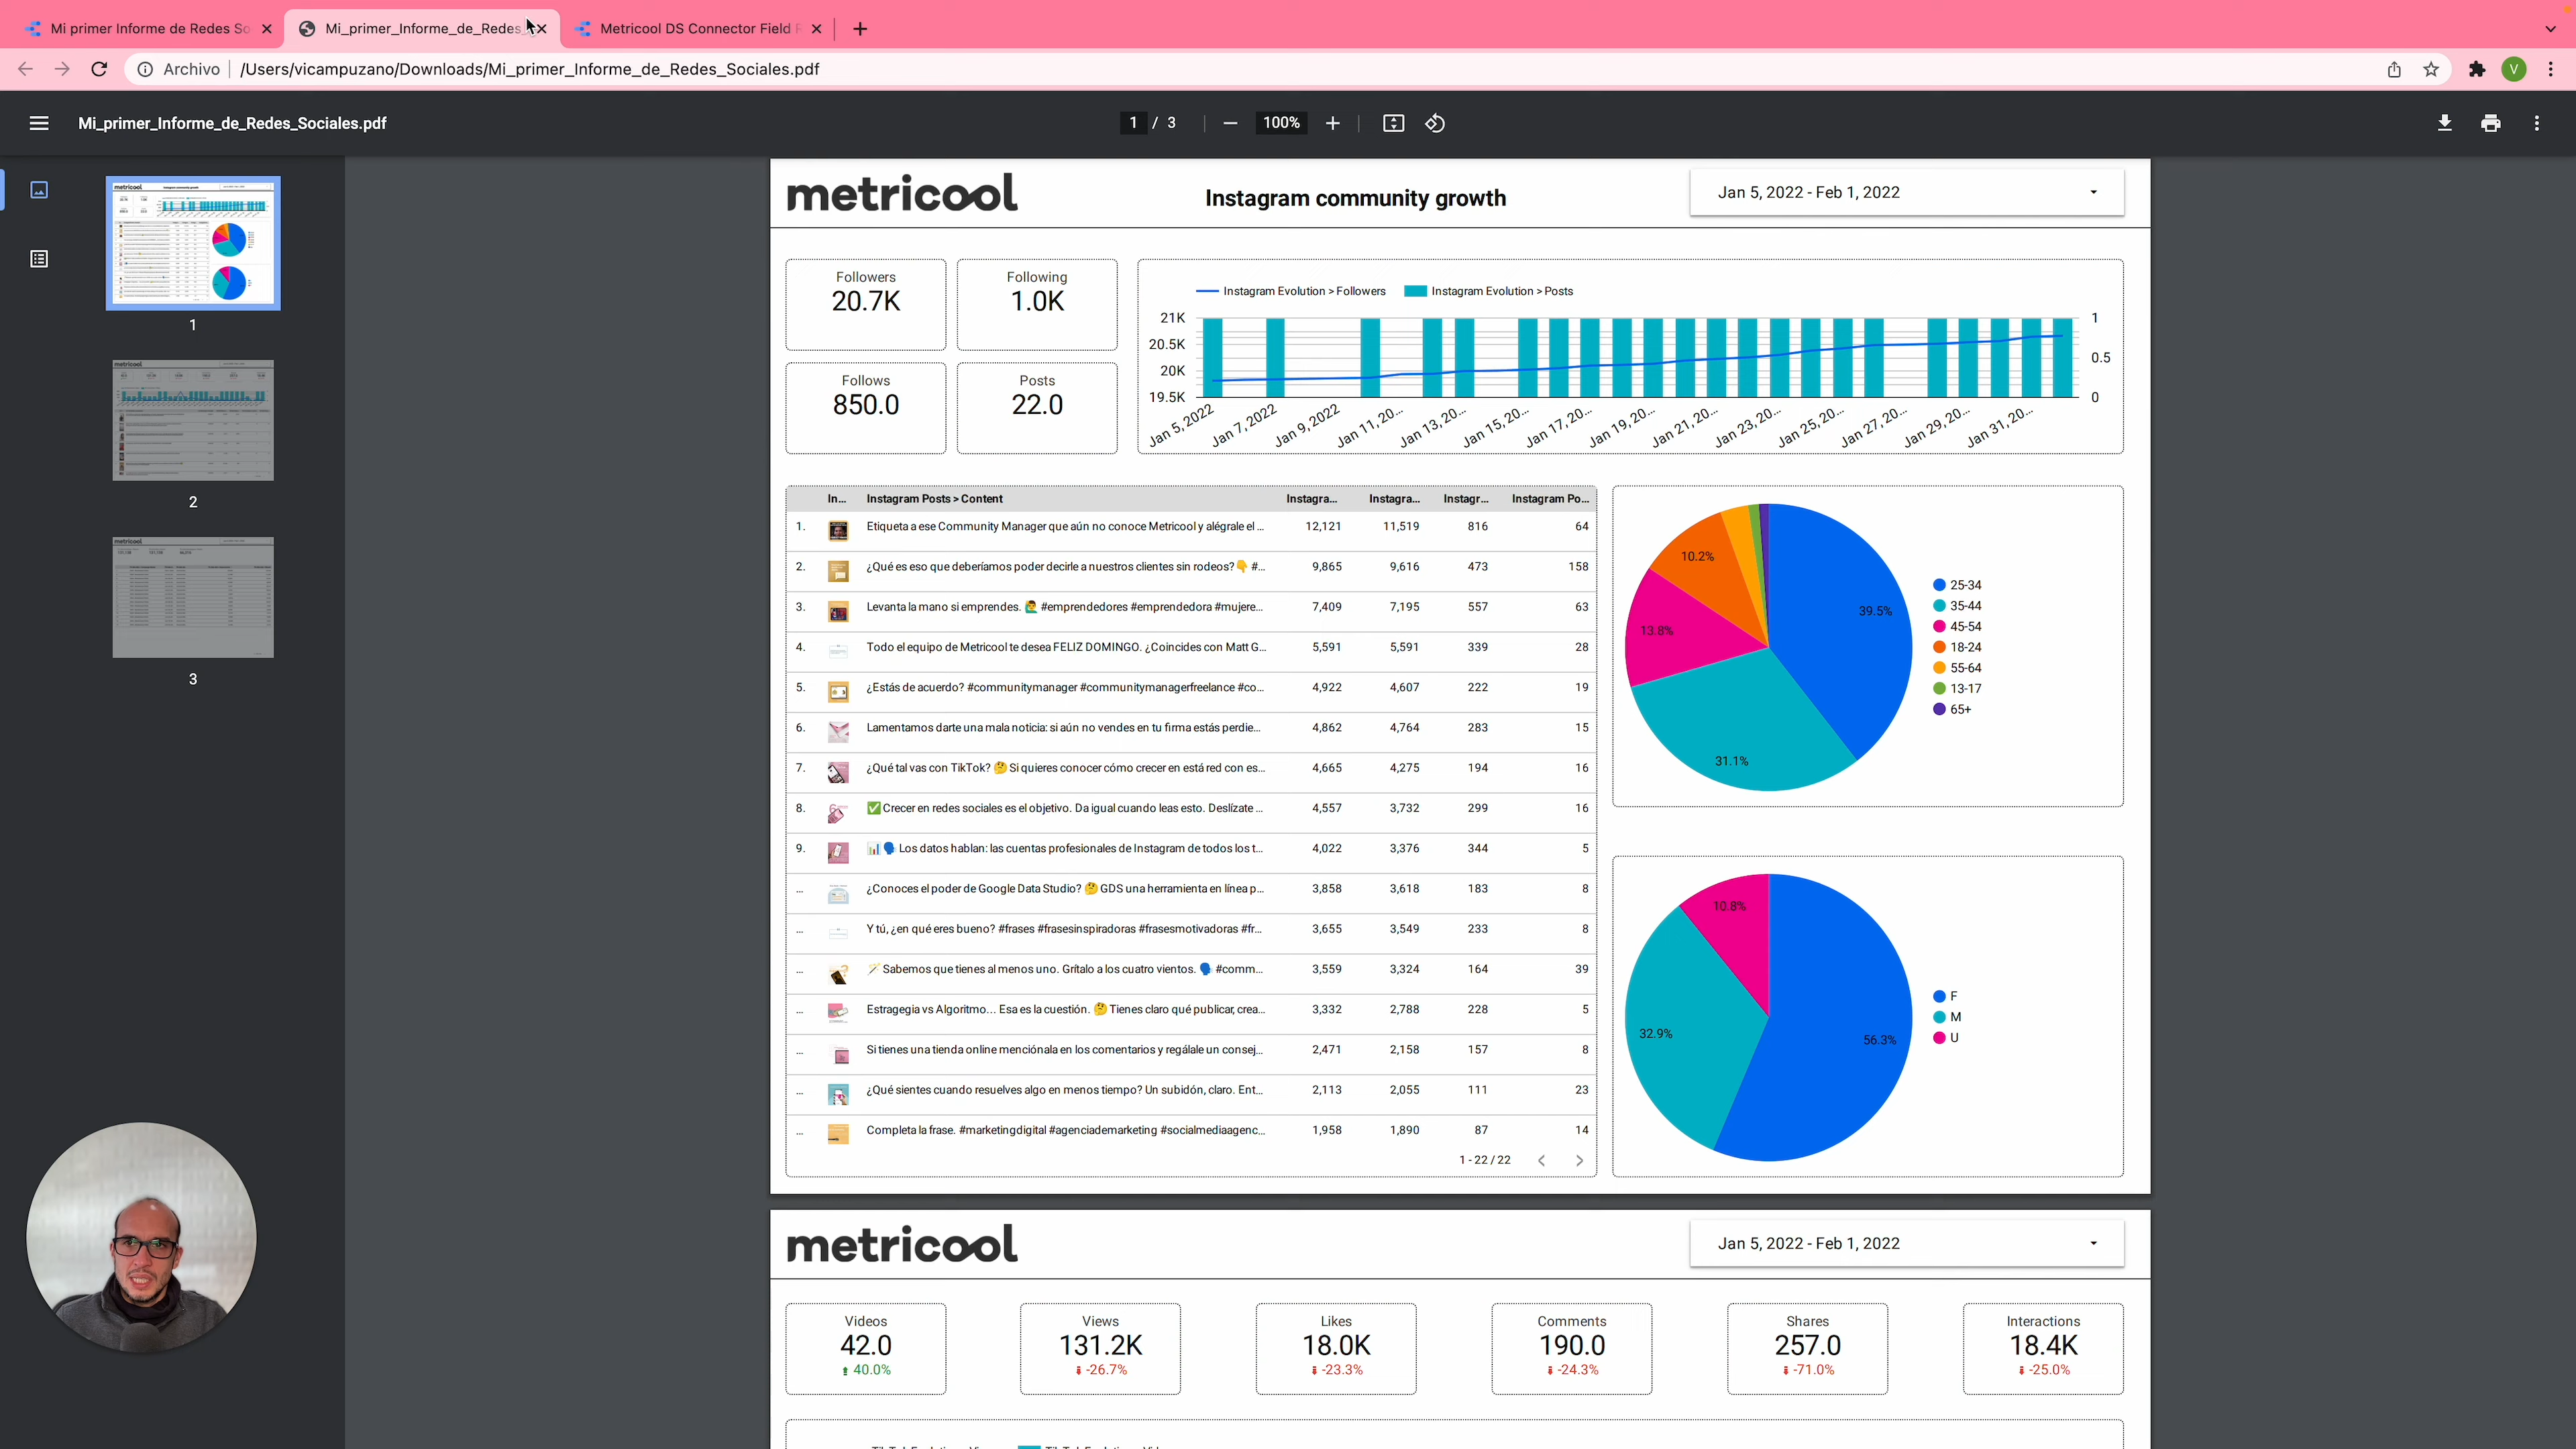 Mi primer Informe de Redes So
Mi_primer_Informe_de_Redes_
Metricool DS Connector Field R
Archivo
/Users/vicampuzano/Downloads/Mi_primer_Informe_de_Redes_Sociales.pdf
V
Mi_primer_Informe_de_Redes_Sociales.pdf
1 / 3
100%
1
2
3
metricool
Instagram community growth
Jan 5, 2022 - Feb 1, 2022
Followers
20.7K
Following
1.0K
Follows
850.0
Posts
22.0
Instagram Evolution > Followers
Instagram Evolution > Posts
21K
20.5K
20K
19.5K
1
0.5
0
Jan 5, 2022
Jan 7, 2022
Jan 9, 2022
Jan 11, 20...
Jan 13, 20...
Jan 15, 20...
Jan 17, 20...
Jan 19, 20...
Jan 21, 20...
Jan 23, 20...
Jan 25, 20...
Jan 27, 20...
Jan 29, 20...
Jan 31, 20...
In... Instagram Posts > Content Instagra... Instagra... Instagr... Instagram Po...
1. Etiqueta a ese Community Manager que aún no conoce Metricool y alégrale el ... 12,121 11,519 816 64
2. ¿Qué es eso que deberíamos poder decirle a nuestros clientes sin rodeos?👇 #... 9,865 9,616 473 158
3. Levanta la mano si emprendes. 🙋‍♂️ #emprendedores #emprendedora #mujere... 7,409 7,195 557 63
4. Todo el equipo de Metricool te desea FELIZ DOMINGO. ¿Coincides con Matt G... 5,591 5,591 339 28
5. ¿Estás de acuerdo? #communitymanager #communitymanagerfreelance #co... 4,922 4,607 222 19
6. Lamentamos darte una mala noticia: si aún no vendes en tu firma estás perdie... 4,862 4,764 283 15
7. ¿Qué tal vas con TikTok? 🤔 Si quieres conocer cómo crecer en está red con es... 4,665 4,275 194 16
8. ✅ Crecer en redes sociales es el objetivo. Da igual cuando leas esto. Deslízate ... 4,557 3,732 299 16
9. 📊🗣 Los datos hablan: las cuentas profesionales de Instagram de todos los t... 4,022 3,376 344 5
... ¿Conoces el poder de Google Data Studio? 🤔 GDS una herramienta en línea p... 3,858 3,618 183 8
... Y tú, ¿en qué eres bueno? #frases #frasesinspiradoras #frasesmotivadoras #fr... 3,655 3,549 233 8
... 🪄 Sabemos que tienes al menos uno. Grítalo a los cuatro vientos. 🗣 #comm... 3,559 3,324 164 39
... Estragegia vs Algoritmo... Esa es la cuestión. 🤔 Tienes claro qué publicar, crea... 3,332 2,788 228 5
... Si tienes una tienda online menciónala en los comentarios y regálale un consej... 2,471 2,158 157 8
... ¿Qué sientes cuando resuelves algo en menos tiempo? Un subidón, claro. Ent... 2,113 2,055 111 23
... Completa la frase. #marketingdigital #agenciademarketing #socialmediaagenc... 1,958 1,890 87 14
1 - 22 / 22
39.5%
31.1%
13.8%
10.2%
25-34
35-44
45-54
18-24
55-64
13-17
65+
10.8%
32.9%
56.3%
F
M
U
metricool
Jan 5, 2022 - Feb 1, 2022
Videos
42.0
40.0%
Views
131.2K
-26.7%
Likes
18.0K
-23.3%
Comments
190.0
-24.3%
Shares
257.0
-71.0%
Interactions
18.4K
-25.0%